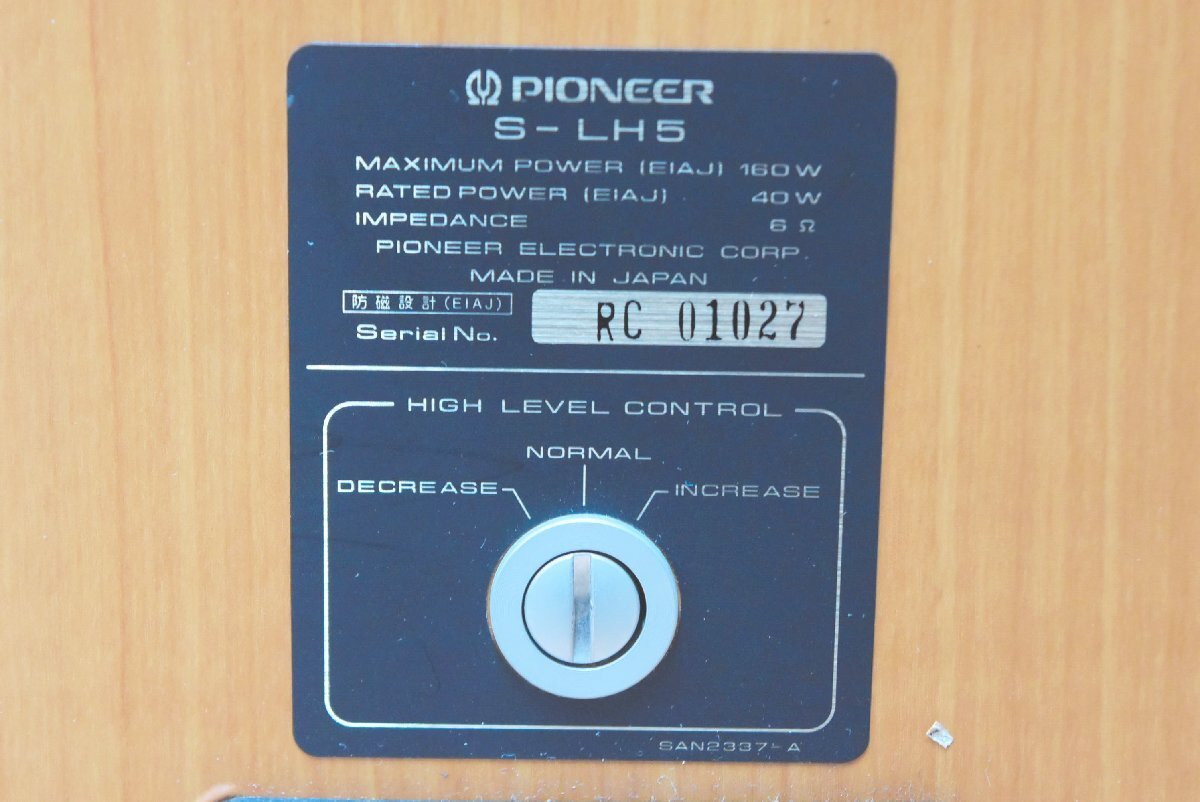 PIONEER
S-LH5
MAXIMUM POWER (EIAJ) 160W
RATED POWER (EIAJ) 40W
IMPEDANCE 6Ω
PIONEER ELECTRONIC CORP.
MADE IN JAPAN
防磁設計(EIAJ)
Serial No. RC 01027
HIGH LEVEL CONTROL
NORMAL
DECREASE INCREASE
SAN2337-A